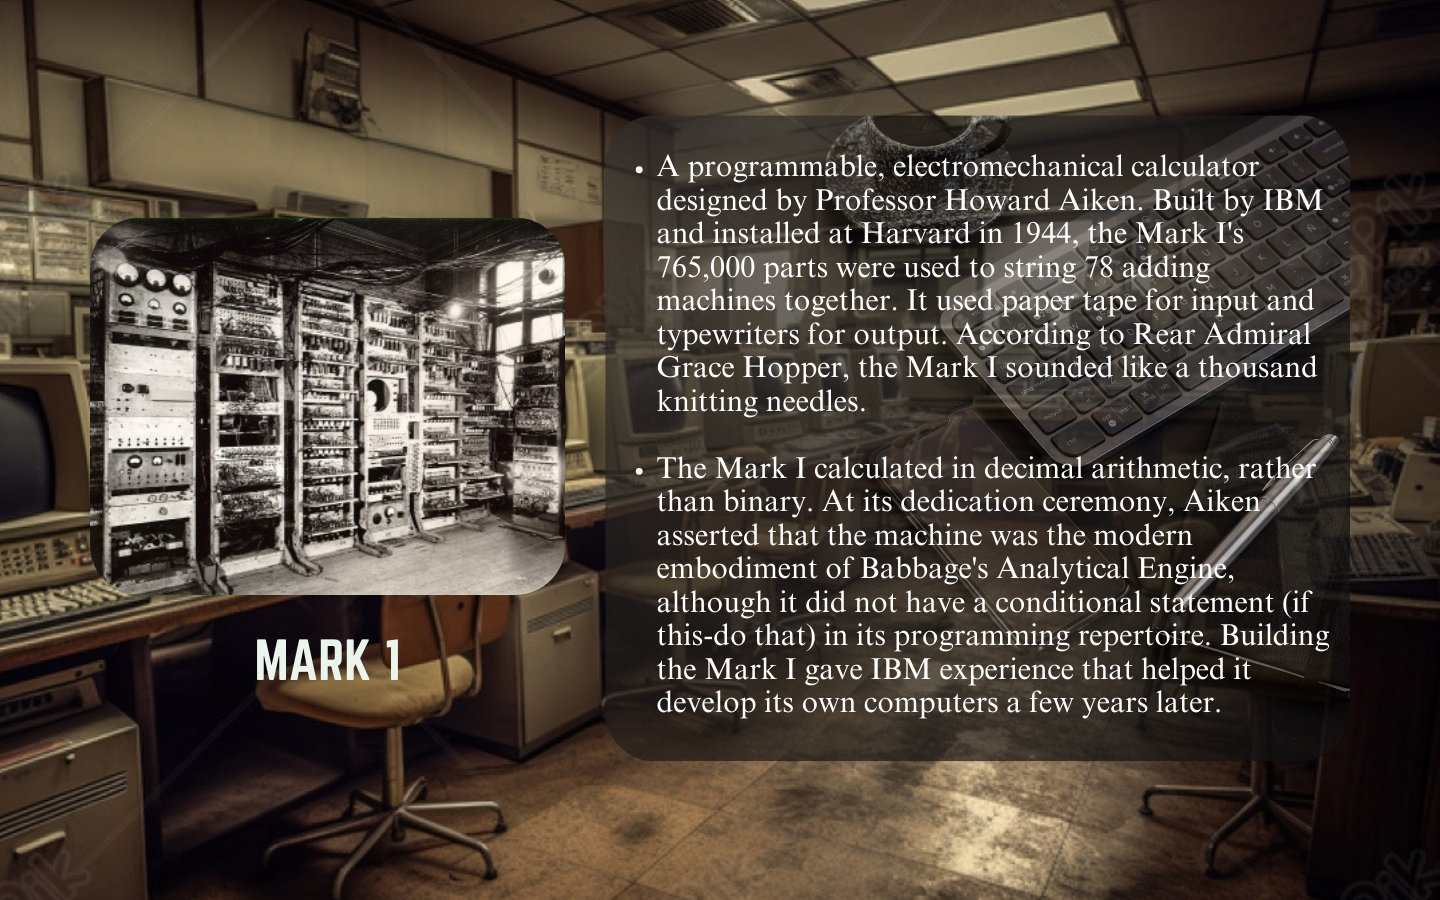 • A programmable, electromechanical calculator
designed by Professor Howard Aiken. Built by IBM
and installed at Harvard in 1944, the Mark I's
765,000 parts were used to string 78 adding
machines together. It used paper tape for input and
typewriters for output. According to Rear Admiral
Grace Hopper, the Mark I sounded like a thousand
knitting needles.
• The Mark I calculated in decimal arithmetic, rather
than binary. At its dedication ceremony, Aiken
asserted that the machine was the modern
embodiment of Babbage's Analytical Engine,
although it did not have a conditional statement (if
this-do that) in its programming repertoire. Building
the Mark I gave IBM experience that helped it
develop its own computers a few years later.
MARK 1